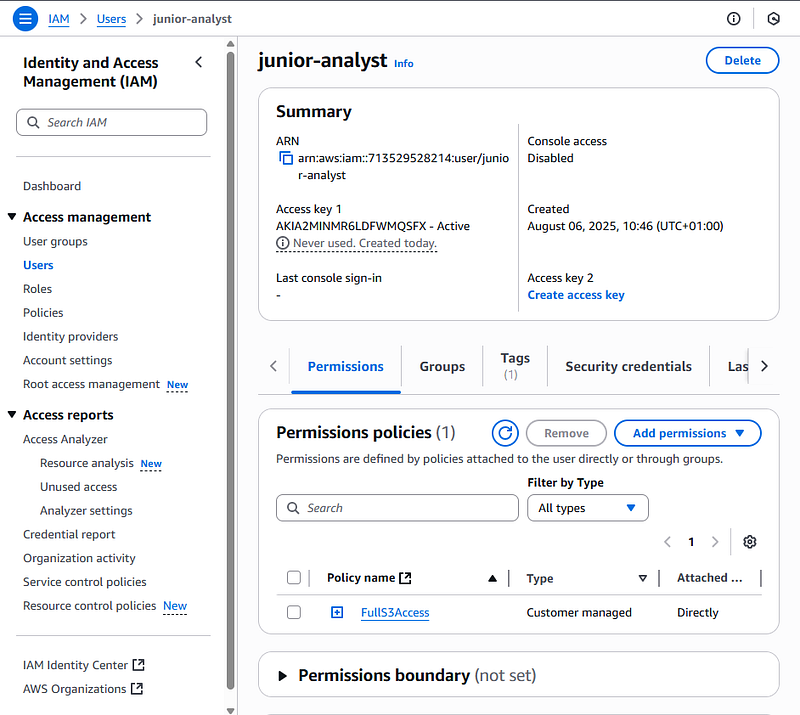 IAM > Users > junior-analyst
Identity and Access
Management (IAM)
Search IAM
Dashboard
Access management
User groups
Users
Roles
Policies
Identity providers
Account settings
Root access management New
Access reports
Access Analyzer
Resource analysis New
Unused access
Analyzer settings
Credential report
Organization activity
Service control policies
Resource control policies New
IAM Identity Center
AWS Organizations
junior-analyst Info
Delete
Summary
ARN
arn:aws:iam::713529528214:user/junio
r-analyst
Console access
Disabled
Access key 1
AKIA2MINMR6LDFWMQSFX - Active
Never used. Created today.
Created
August 06, 2025, 10:46 (UTC+01:00)
Last console sign-in
-
Access key 2
Create access key
Permissions
Groups
Tags
(1)
Security credentials
Las
Permissions policies (1)
Remove
Add permissions
Permissions are defined by policies attached to the user directly or through groups.
Filter by Type
Search
All types
1
Policy name
Type
Attached ...
FullS3Access
Customer managed
Directly
Permissions boundary (not set)